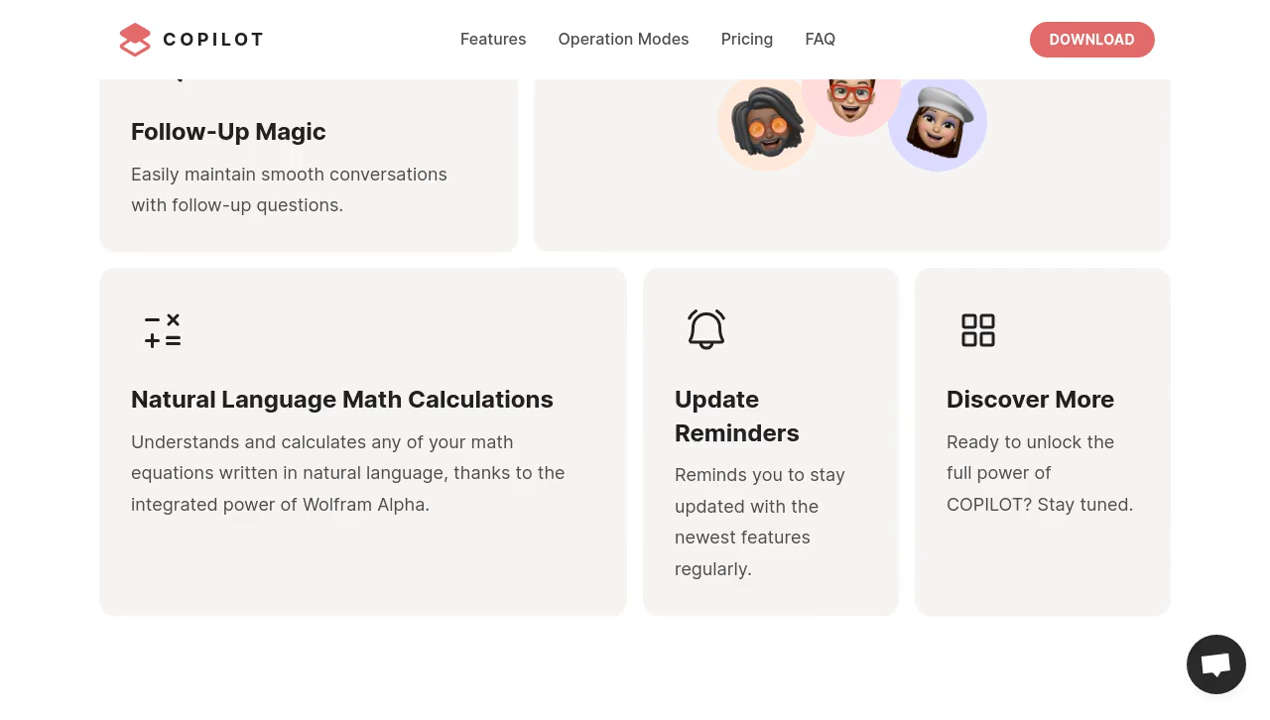 COPILOT
Features
Operation Modes
Pricing
FAQ
DOWNLOAD
Follow-Up Magic
Easily maintain smooth conversations
with follow-up questions.
Natural Language Math Calculations
Understands and calculates any of your math
equations written in natural language, thanks to the
integrated power of Wolfram Alpha.
Update
Reminders
Reminds you to stay
updated with the
newest features
regularly.
Discover More
Ready to unlock the
full power of
COPILOT? Stay tuned.